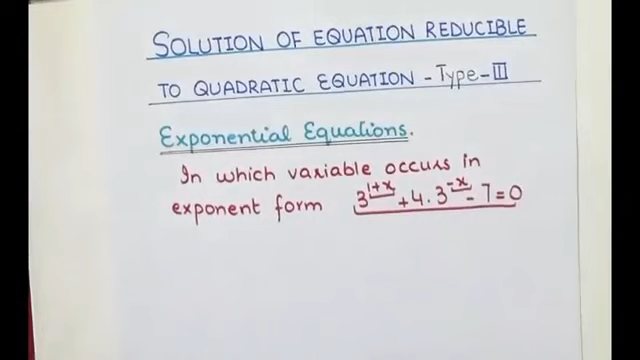 SOLUTION OF EQUATION REDUCIBLE
TO QUADRATIC EQUATION - Type-III
Exponential Equations.
In which variable occurs in
exponent form 3^{1+x} + 4 . 3^{-x} - 7 = 0